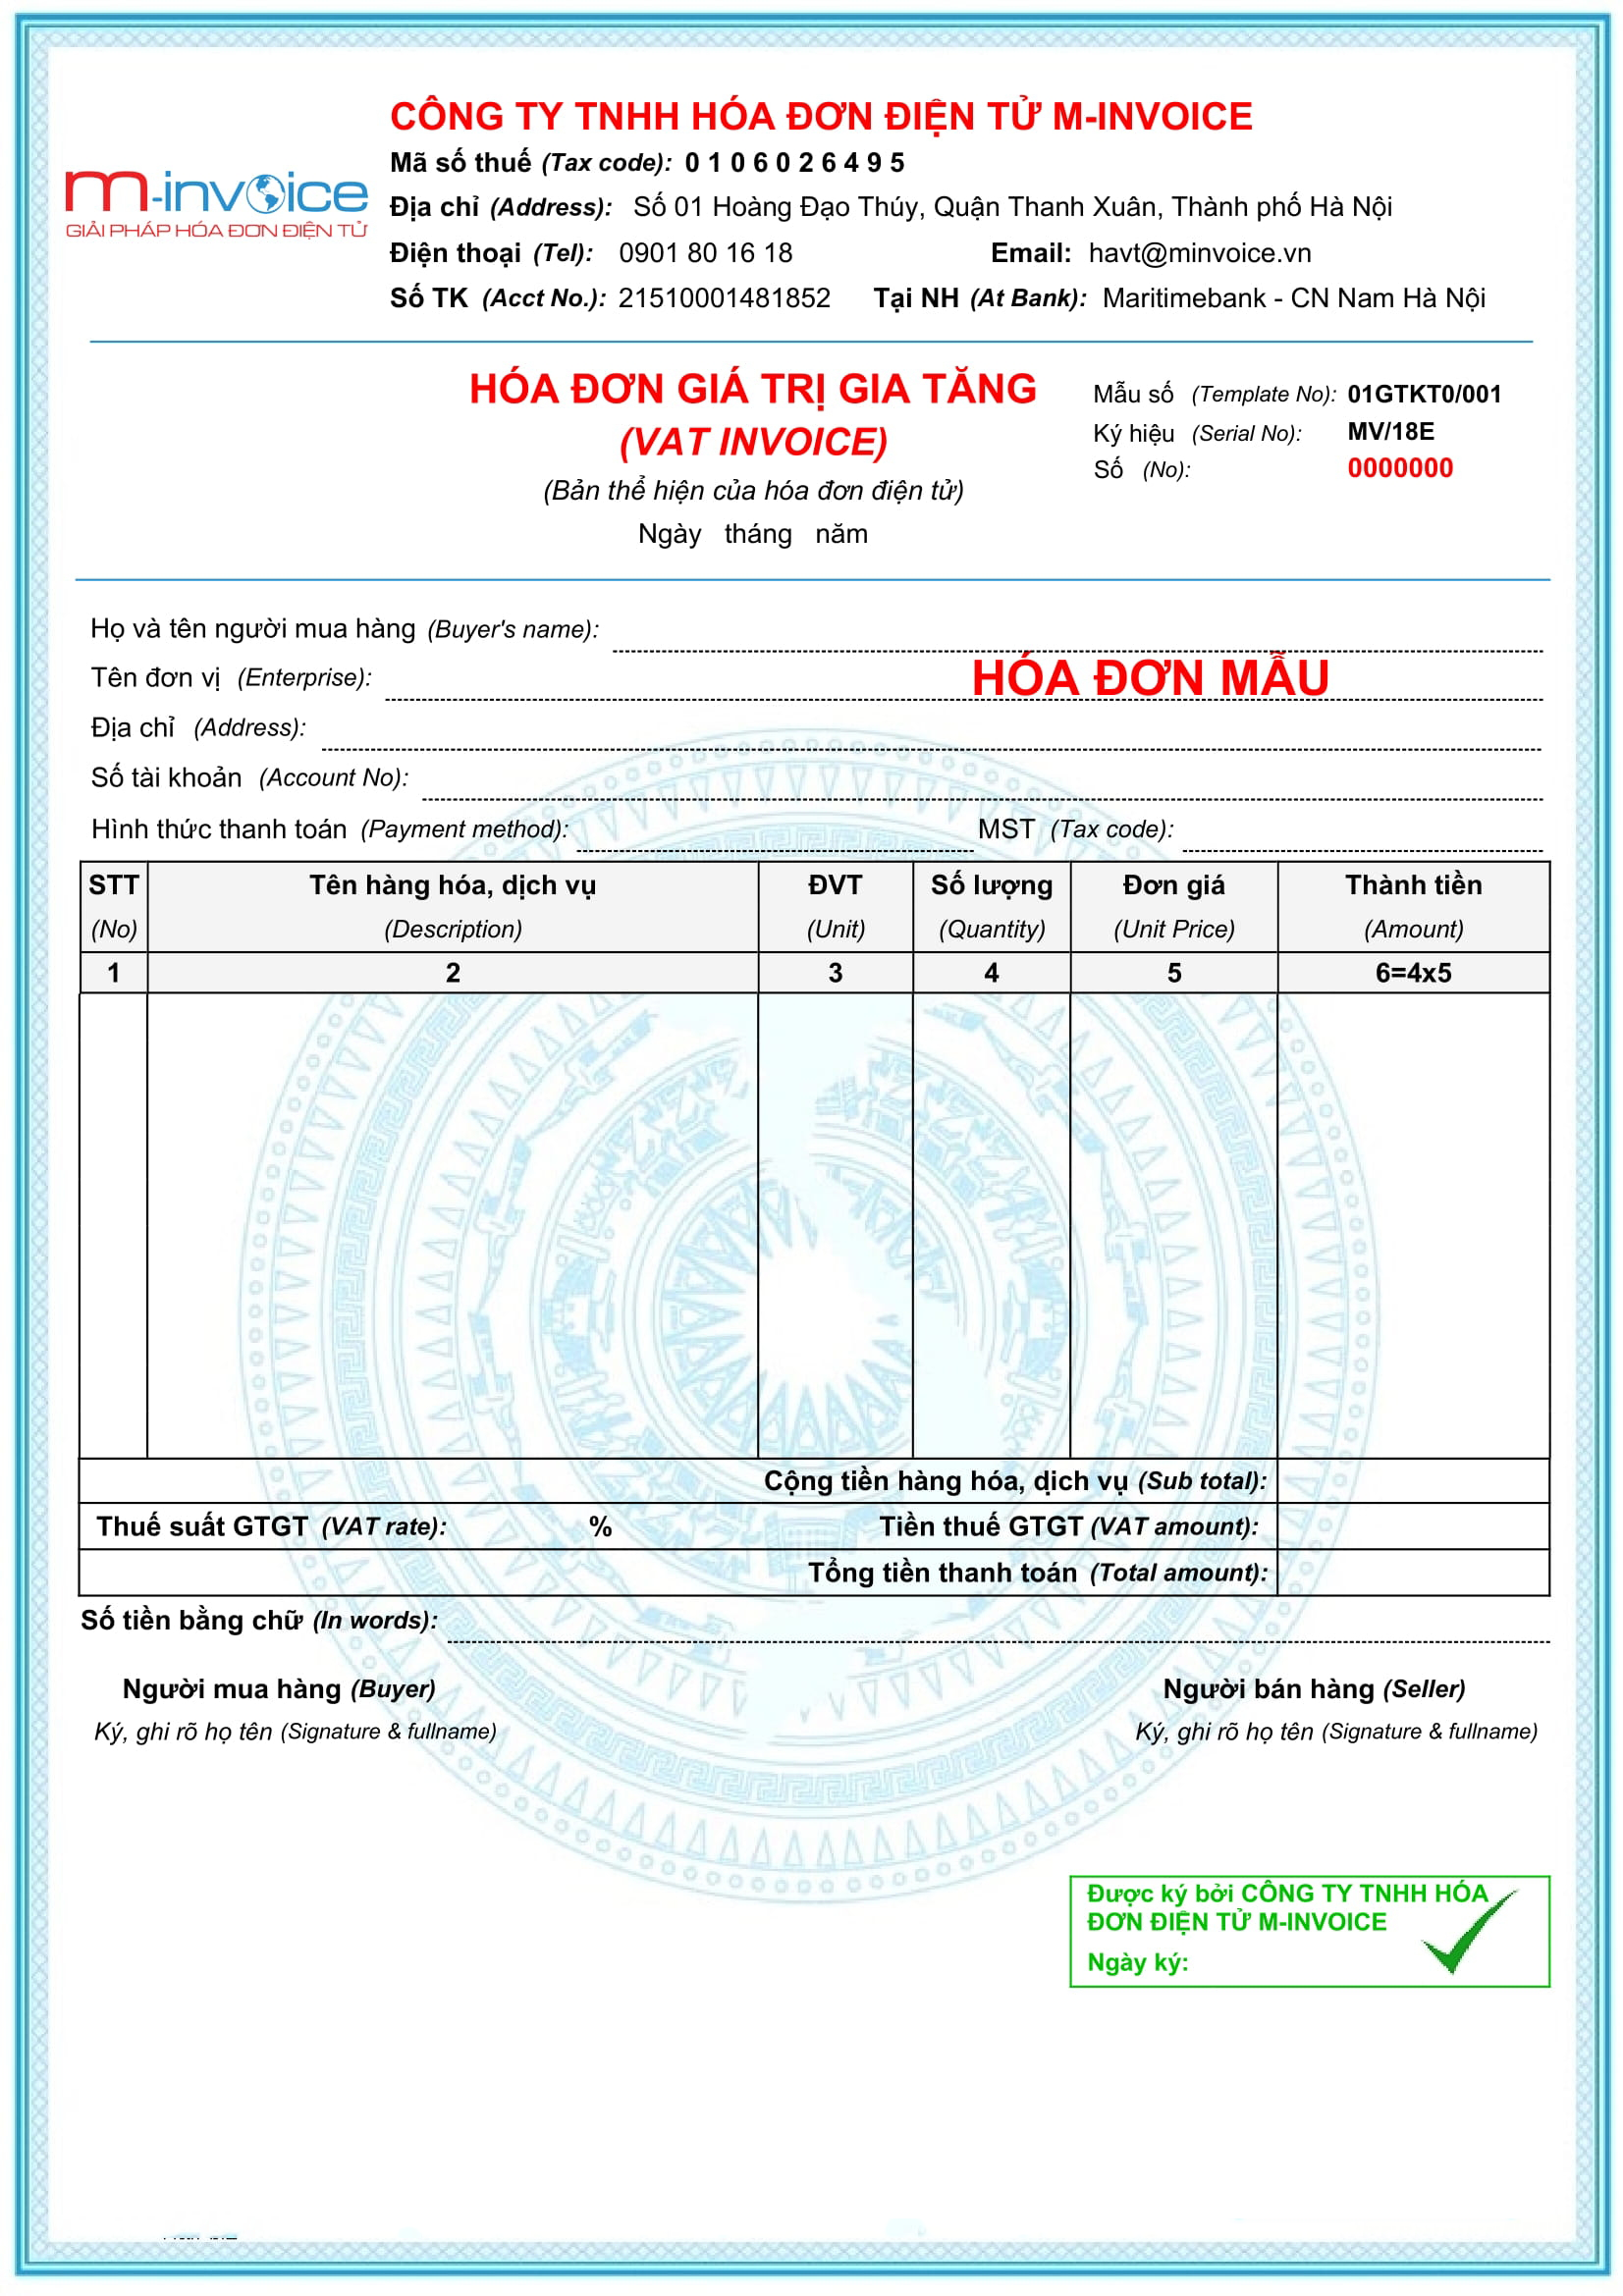 CÔNG TY TNHH HÓA ĐƠN ĐIỆN TỬ M-INVOICE
Mã số thuế (Tax code): 0 1 0 6 0 2 6 4 9 5
m-invoice
GIẢI PHÁP HÓA ĐƠN ĐIỆN TỬ
Địa chỉ (Address): Số 01 Hoàng Đạo Thúy, Quận Thanh Xuân, Thành phố Hà Nội
Điện thoại (Tel): 0901 80 16 18 Email: havt@minvoice.vn
Số TK (Acct No.): 21510001481852 Tại NH (At Bank): Maritimebank - CN Nam Hà Nội
HÓA ĐƠN GIÁ TRỊ GIA TĂNG
(VAT INVOICE)
(Bản thể hiện của hóa đơn điện tử)
Ngày tháng năm
Mẫu số (Template No): 01GTKT0/001
Ký hiệu (Serial No): MV/18E
Số (No): 0000000
Họ và tên người mua hàng (Buyer's name):
Tên đơn vị (Enterprise): HÓA ĐƠN MẪU
Địa chỉ (Address):
Số tài khoản (Account No):
Hình thức thanh toán (Payment method): MST (Tax code):
STT Tên hàng hóa, dịch vụ ĐVT Số lượng Đơn giá Thành tiền
(No) (Description) (Unit) (Quantity) (Unit Price) (Amount)
1 2 3 4 5 6=4x5
Cộng tiền hàng hóa, dịch vụ (Sub total):
Thuế suất GTGT (VAT rate): % Tiền thuế GTGT (VAT amount):
Tổng tiền thanh toán (Total amount):
Số tiền bằng chữ (In words):
Người mua hàng (Buyer) Người bán hàng (Seller)
Ký, ghi rõ họ tên (Signature & fullname) Ký, ghi rõ họ tên (Signature & fullname)
Được ký bởi CÔNG TY TNHH HÓA
ĐƠN ĐIỆN TỬ M-INVOICE
Ngày ký: